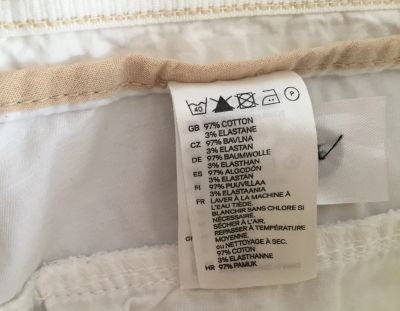 40 P
GB 97% COTTON
3% ELASTANE
CZ 97% BAVLNA
3% ELASTAN
DE 97% BAUMWOLLE
3% ELASTHAN
ES 97% ALGODÓN
3% ELASTÁN
FI 97% PUUVILLAA
3% ELASTAANIA
FR LAVER À LA MACHINE À
L'EAU TIÈDE.
BLANCHIR SANS CHLORE SI
NÉCESSAIRE.
SÉCHER À L'AIR.
REPASSER À TEMPÉRATURE
MOYENNE.
ou NETTOYAGE À SEC.
97% COTON
3% ELASTHANNE
HR 97% PAMUK